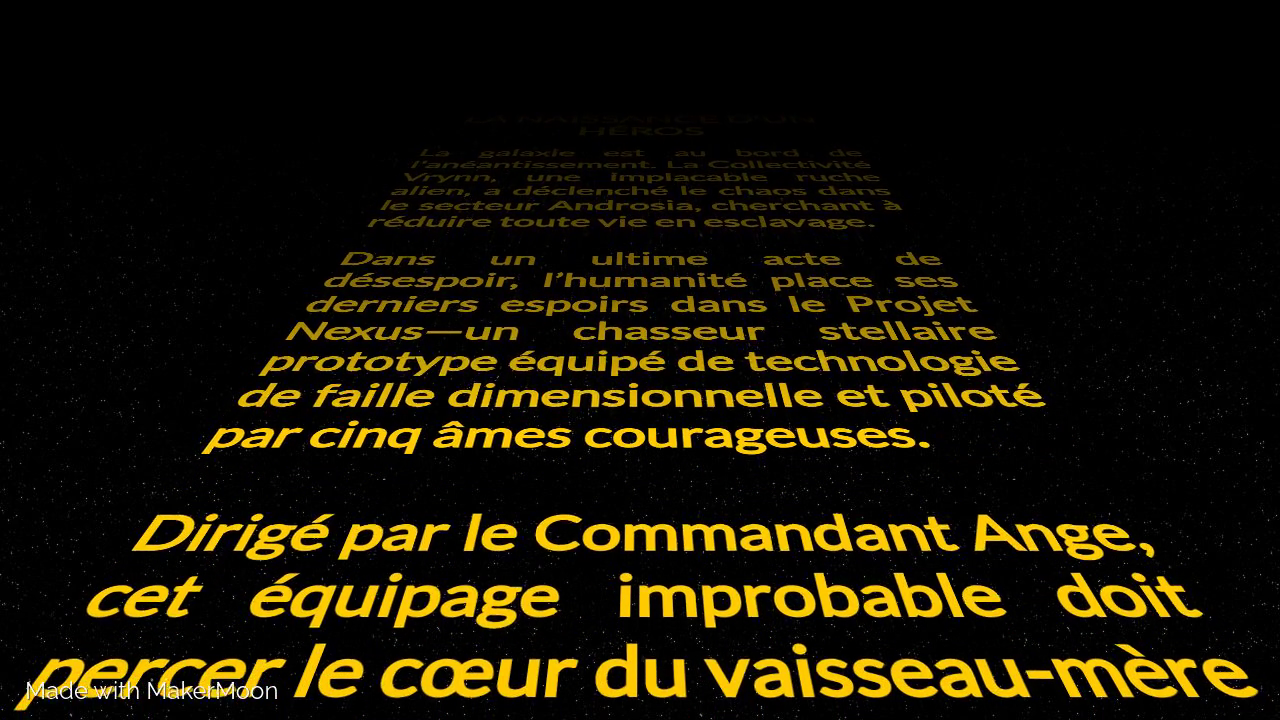 LA NAISSANCE D'UN
HÉROS
La galaxie est au bord de
l'anéantissement. La Collectivité
Vrynn, une implacable ruche
alien, a déclenché le chaos dans
le secteur Androsia, cherchant à
réduire toute vie en esclavage.
Dans un ultime acte de
désespoir, l’humanité place ses
derniers espoirs dans le Projet
Nexus—un chasseur stellaire
prototype équipé de technologie
de faille dimensionnelle et piloté
par cinq âmes courageuses.
Dirigé par le Commandant Ange,
cet équipage improbable doit
percer le cœur du vaisseau-mère
Made with MakerMoon